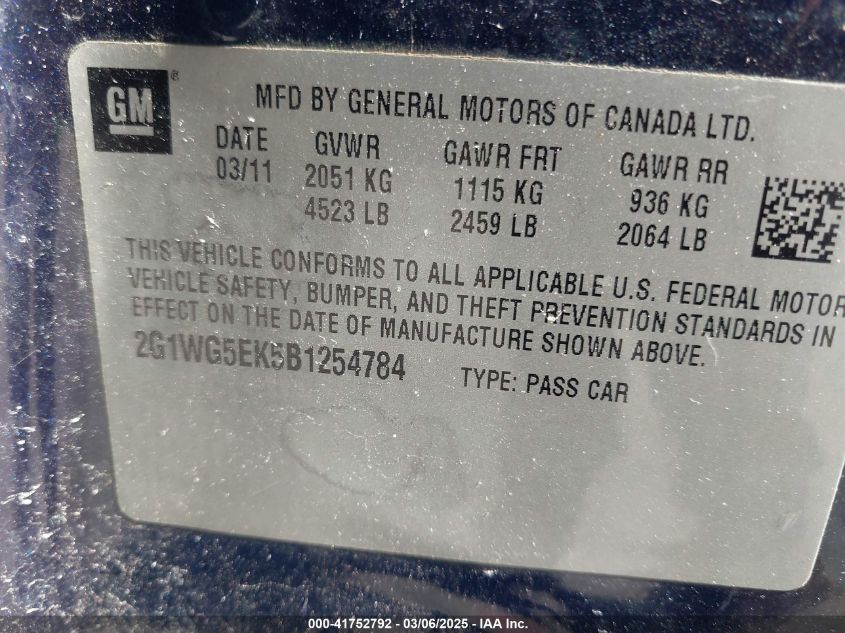 GM ® MFD BY GENERAL MOTORS OF CANADA LTD.
DATE GVWR GAWR FRT GAWR RR
03/11 2051 KG 1115 KG 936 KG
4523 LB 2459 LB 2064 LB
THIS VEHICLE CONFORMS TO ALL APPLICABLE U.S. FEDERAL MOTOR
VEHICLE SAFETY, BUMPER, AND THEFT PREVENTION STANDARDS IN
EFFECT ON THE DATE OF MANUFACTURE SHOWN ABOVE.
2G1WG5EK5B1254784 TYPE: PASS CAR
000-41752792 - 03/06/2025 - IAA Inc.